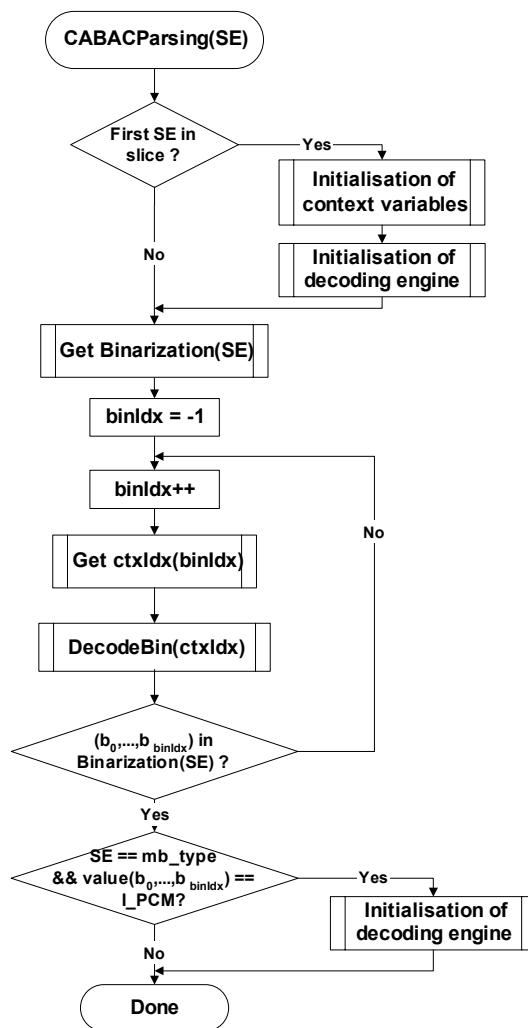 CABACParsing(SE)
First SE in
slice ?
Yes
Initialisation of
context variables
No
Initialisation of
decoding engine
Get Binarization(SE)
binIdx = -1
binIdx++
No
Get ctxIdx(binIdx)
DecodeBin(ctxIdx)
(b0,...,b binIdx) in
Binarization(SE) ?
Yes
SE == mb_type
&& value(b0,...,b binIdx) ==
I_PCM?
Yes
Initialisation of
decoding engine
No
Done